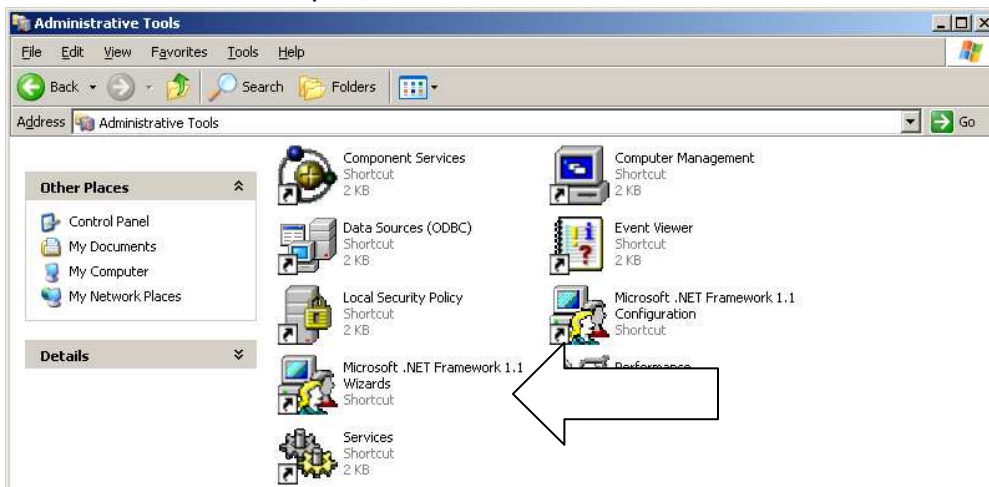 Administrative Tools
File Edit View Favorites Tools Help
Back Search Folders
Address Administrative Tools Go
Other Places
Control Panel
My Documents
My Computer
My Network Places
Details
Component Services
Shortcut
2 KB
Computer Management
Shortcut
2 KB
Data Sources (ODBC)
Shortcut
2 KB
Event Viewer
Shortcut
2 KB
Local Security Policy
Shortcut
2 KB
Microsoft .NET Framework 1.1
Configuration
Shortcut
Microsoft .NET Framework 1.1
Wizards
Shortcut
Performance
Services
Shortcut
2 KB